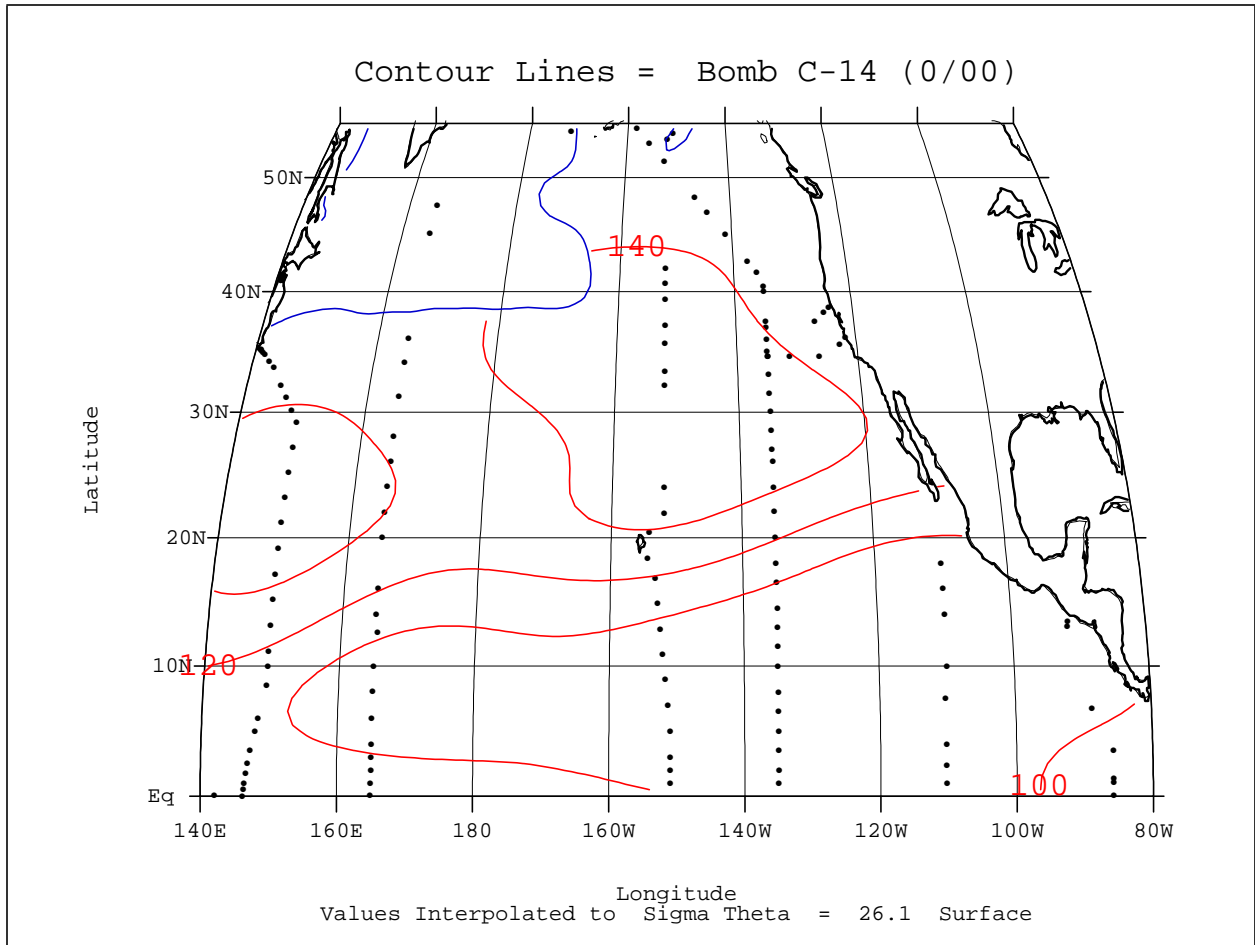 Contour Lines = Bomb C-14 (0/00)
50N
140
40N
30N
Latitude
20N
10N
120
100
Eq
140E 160E 180 160W 140W 120W 100W 80W
Longitude
Values Interpolated to Sigma Theta = 26.1 Surface